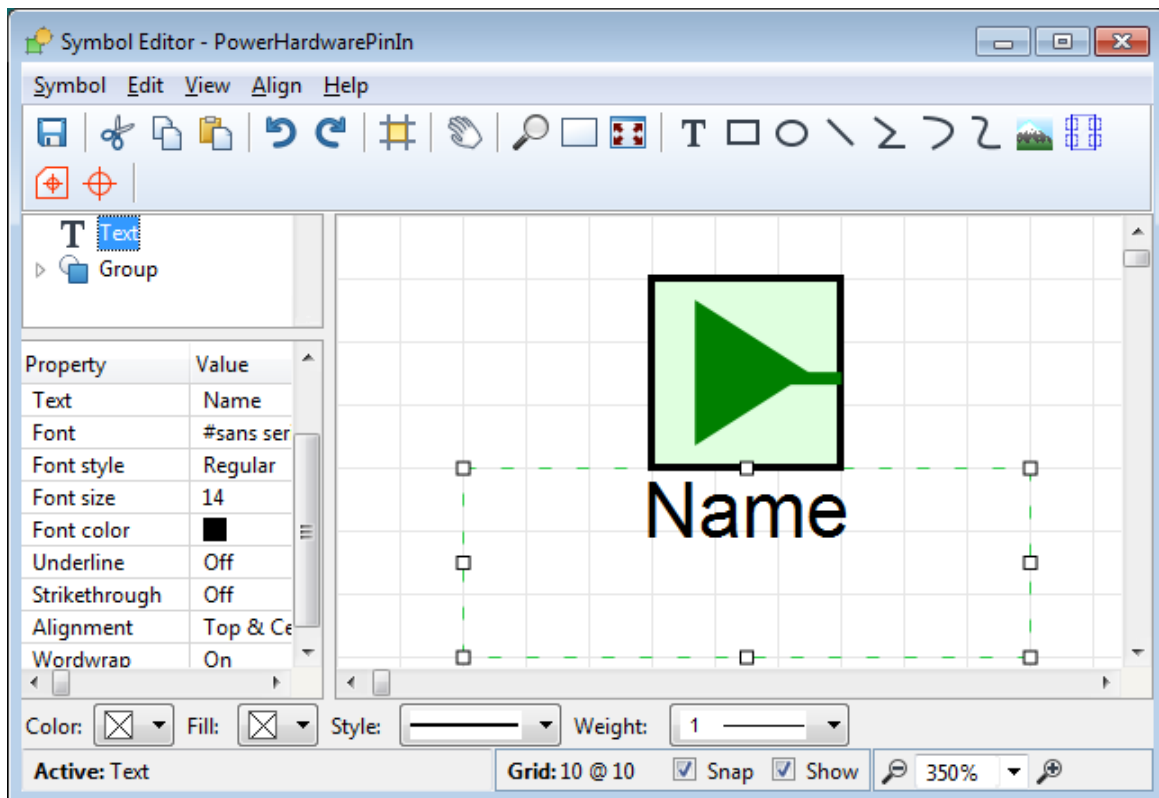 Symbol Editor - PowerHardwarePinIn
Symbol Edit View Align Help
T
T Text
Group
Property Value
Text Name
Font #sans ser
Font style Regular
Font size 14
Font color
Underline Off
Strikethrough Off
Alignment Top & Ce
Wordwrap On
Name
Color: Fill: Style: Weight: 1
Active: Text Grid: 10 @ 10 Snap Show 350%